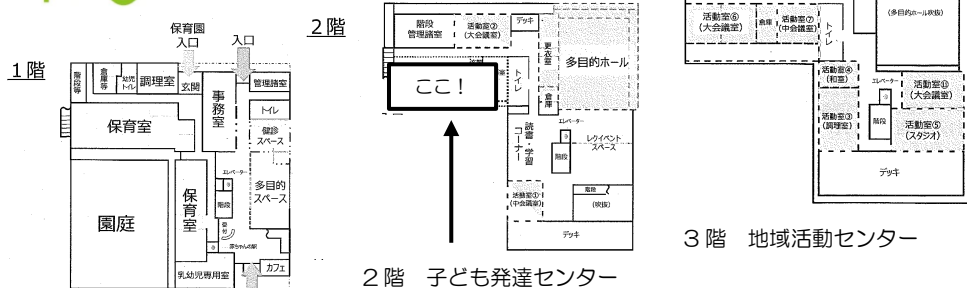 1階
保育園
入口
入口
階段等
倉庫等
幼児
トイレ
調理室
玄関
事務室
管理諸室
トイレ
保育室
健診
スペース
エレベーター
多目的
スペース
階段
保育室
園庭
受付
赤ちゃんの駅
カフェ
乳幼児専用室
2階
階段
管理諸室
活動室②
(大会議室)
デッキ
更衣室
多目的ホール
ここ!
トイレ
倉庫
読書・学習
コーナー
エレベーター
レクイベント
スペース
階段
活動室①
(中会議室)
階段
(吹抜)
デッキ
2階 子ども発達センター
活動室⑥
(大会議室)
倉庫
活動室⑦
(中会議室)
トイレ
(多目的ホール吹抜)
活動室④
(和室)
エレベーター
活動室③
(調理室)
階段
(大会議室)
活動室⑤
(スタジオ)
デッキ
3階 地域活動センター